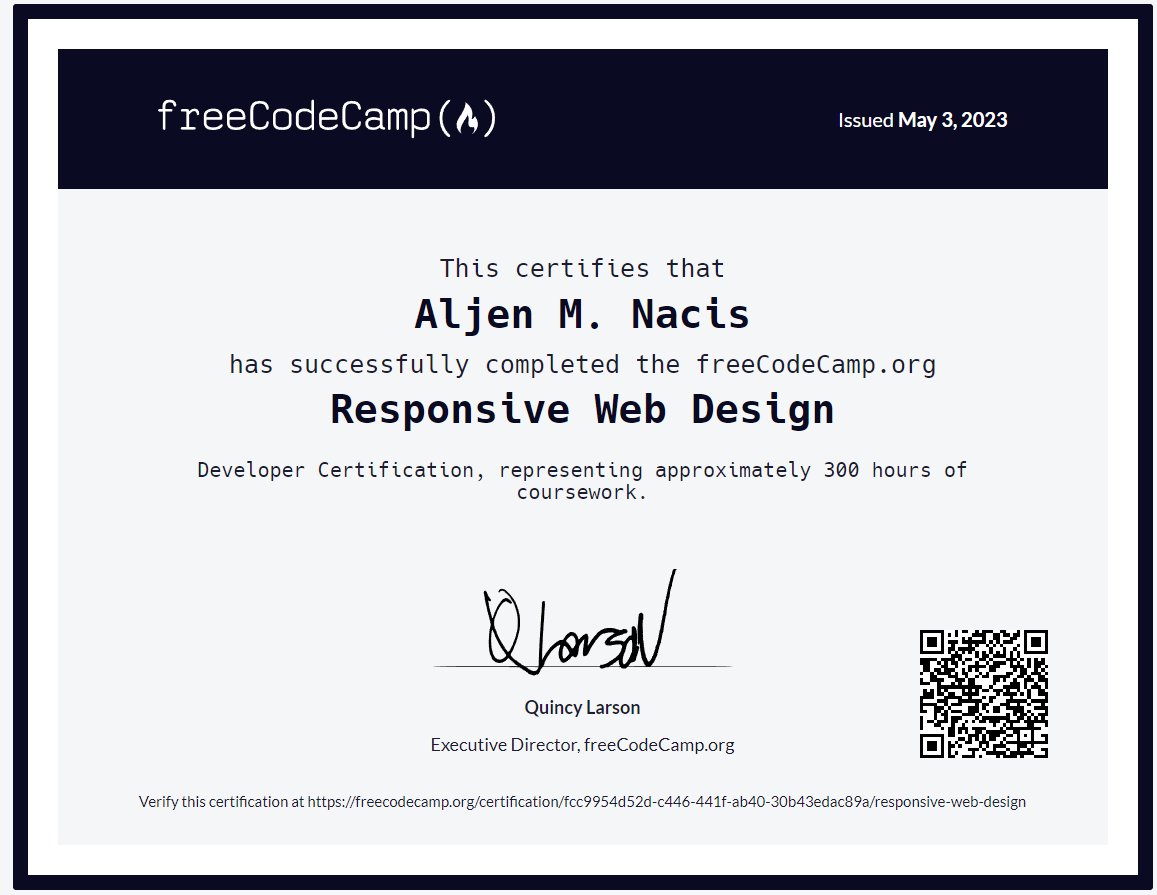 freeCodeCamp
Issued May 3, 2023
This certifies that
Aljen M. Nacis
has successfully completed the freeCodeCamp.org
Responsive Web Design
Developer Certification, representing approximately 300 hours of
coursework.
Q Larson
Quincy Larson
Executive Director, freeCodeCamp.org
Verify this certification at https://freecodecamp.org/certification/fcc9954d52d-c446-441f-ab40-30b43edac89a/responsive-web-design